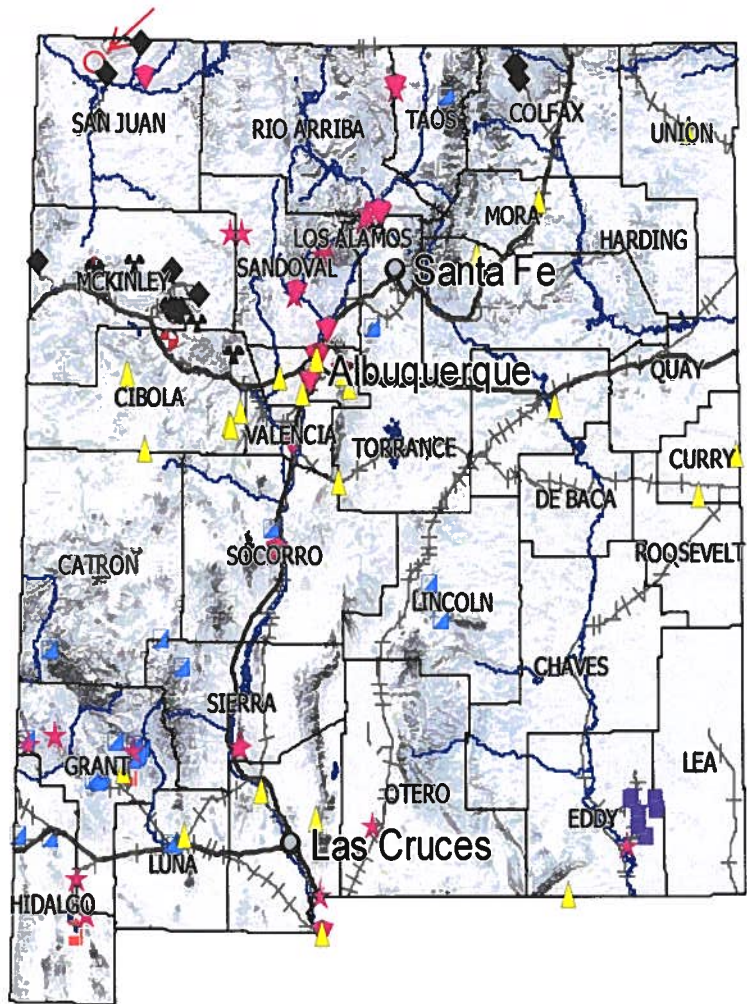 SAN JUAN
RIO ARRIBA
TAOS
COLFAX
UNION
MORA
HARDING
LOS ALAMOS
SANDOVAL
MCKINLEY
Santa Fe
Albuquerque
QUAY
CIBOLA
VALENCIA
TORRANCE
CURRY
DE BACA
ROOSEVELT
CATRON
SOCORRO
LINCOLN
CHAVES
SIERRA
LEA
GRANT
OTERO
EDDY
Las Cruces
LUNA
HIDALGO